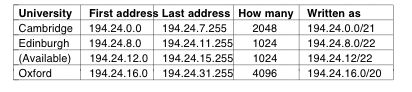 University First address Last address How many Written as
Cambridge 194.24.0.0 194.24.7.255 2048 194.24.0.0/21
Edinburgh 194.24.8.0 194.24.11.255 1024 194.24.8.0/22
(Available) 194.24.12.0 194.24.15.255 1024 194.24.12/22
Oxford 194.24.16.0 194.24.31.255 4096 194.24.16.0/20